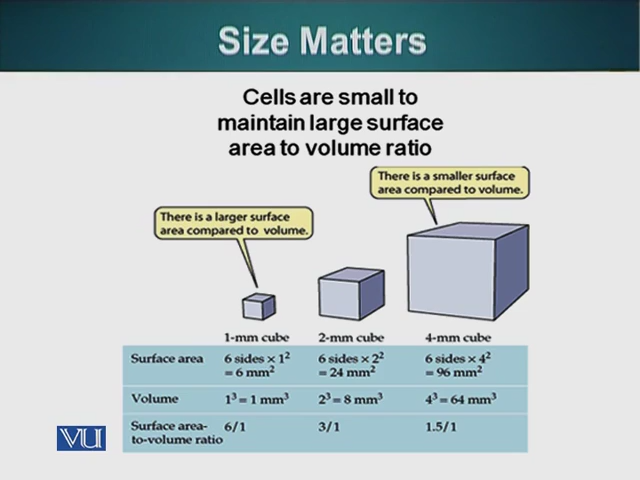 Size Matters
Cells are small to
maintain large surface
area to volume ratio
There is a smaller surface
area compared to volume.
There is a larger surface
area compared to volume.
1-mm cube 2-mm cube 4-mm cube
Surface area 6 sides × 1² 6 sides × 2² 6 sides × 4²
= 6 mm² = 24 mm² = 96 mm²
Volume 1³ = 1 mm³ 2³ = 8 mm³ 4³ = 64 mm³
Surface area- 6/1 3/1 1.5/1
to-volume ratio
VU